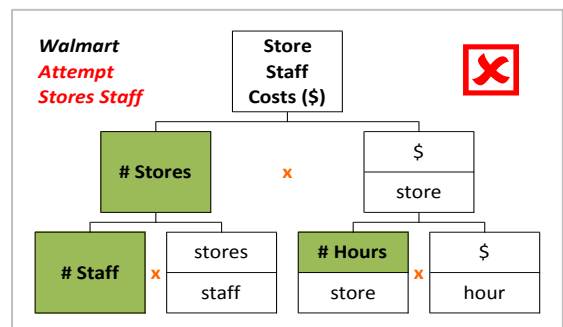 Walmart
Attempt
Stores Staff
Store
Staff
Costs ($)
# Stores
x
$
store
# Staff
x
stores
staff
# Hours
store
x
$
hour